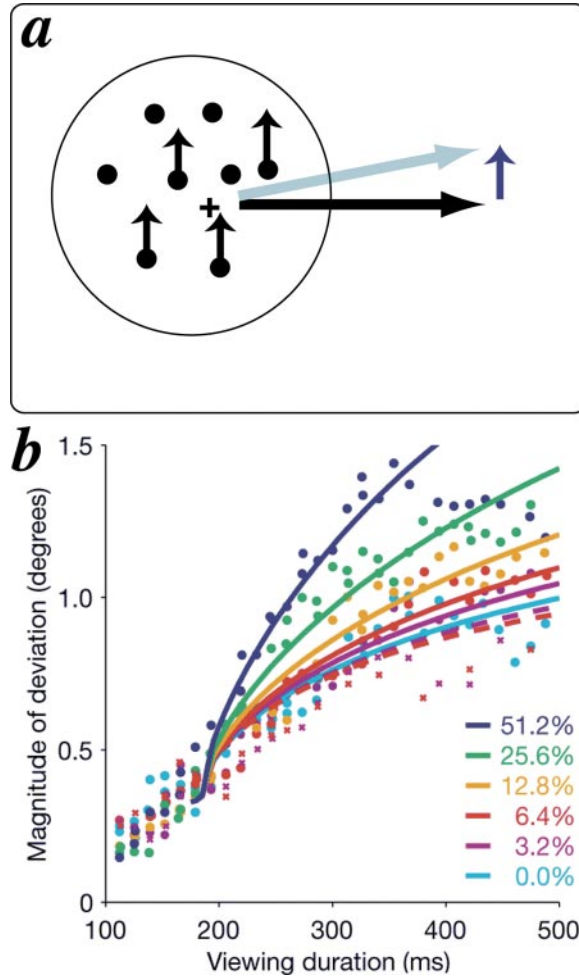 a
b
Magnitude of deviation (degrees)
1.5
1.0
0.5
0
51.2%
25.6%
12.8%
6.4%
3.2%
0.0%
100 200 300 400 500
Viewing duration (ms)